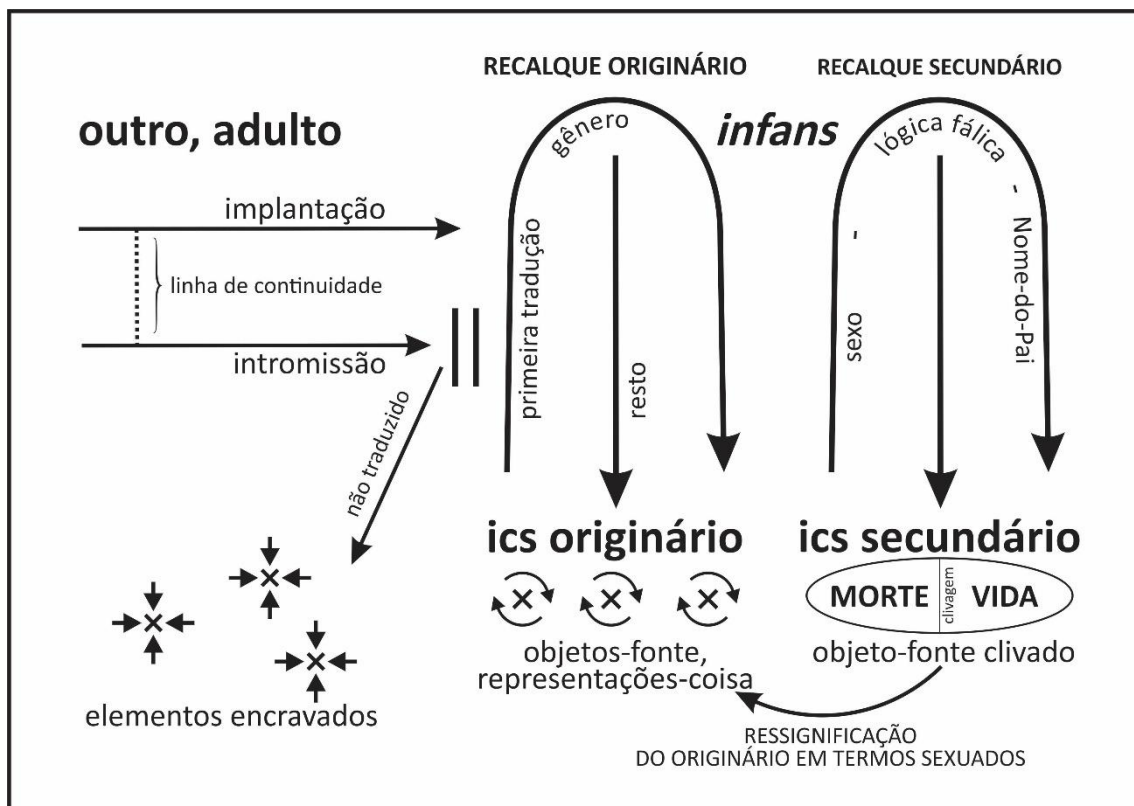 RECALQUE ORIGINÁRIO
RECALQUE SECUNDÁRIO
outro, adulto
infans
gênero
lógica fálica -
implantação
linha de continuidade
intromissão
primeira tradução
resto
sexo -
Nome-do-Pai
não traduzido
ics originário
ics secundário
MORTE
clivagem
VIDA
objetos-fonte,
representações-coisa
objeto-fonte clivado
elementos encravados
RESSIGNIFICAÇÃO
DO ORIGINÁRIO EM TERMOS SEXUADOS